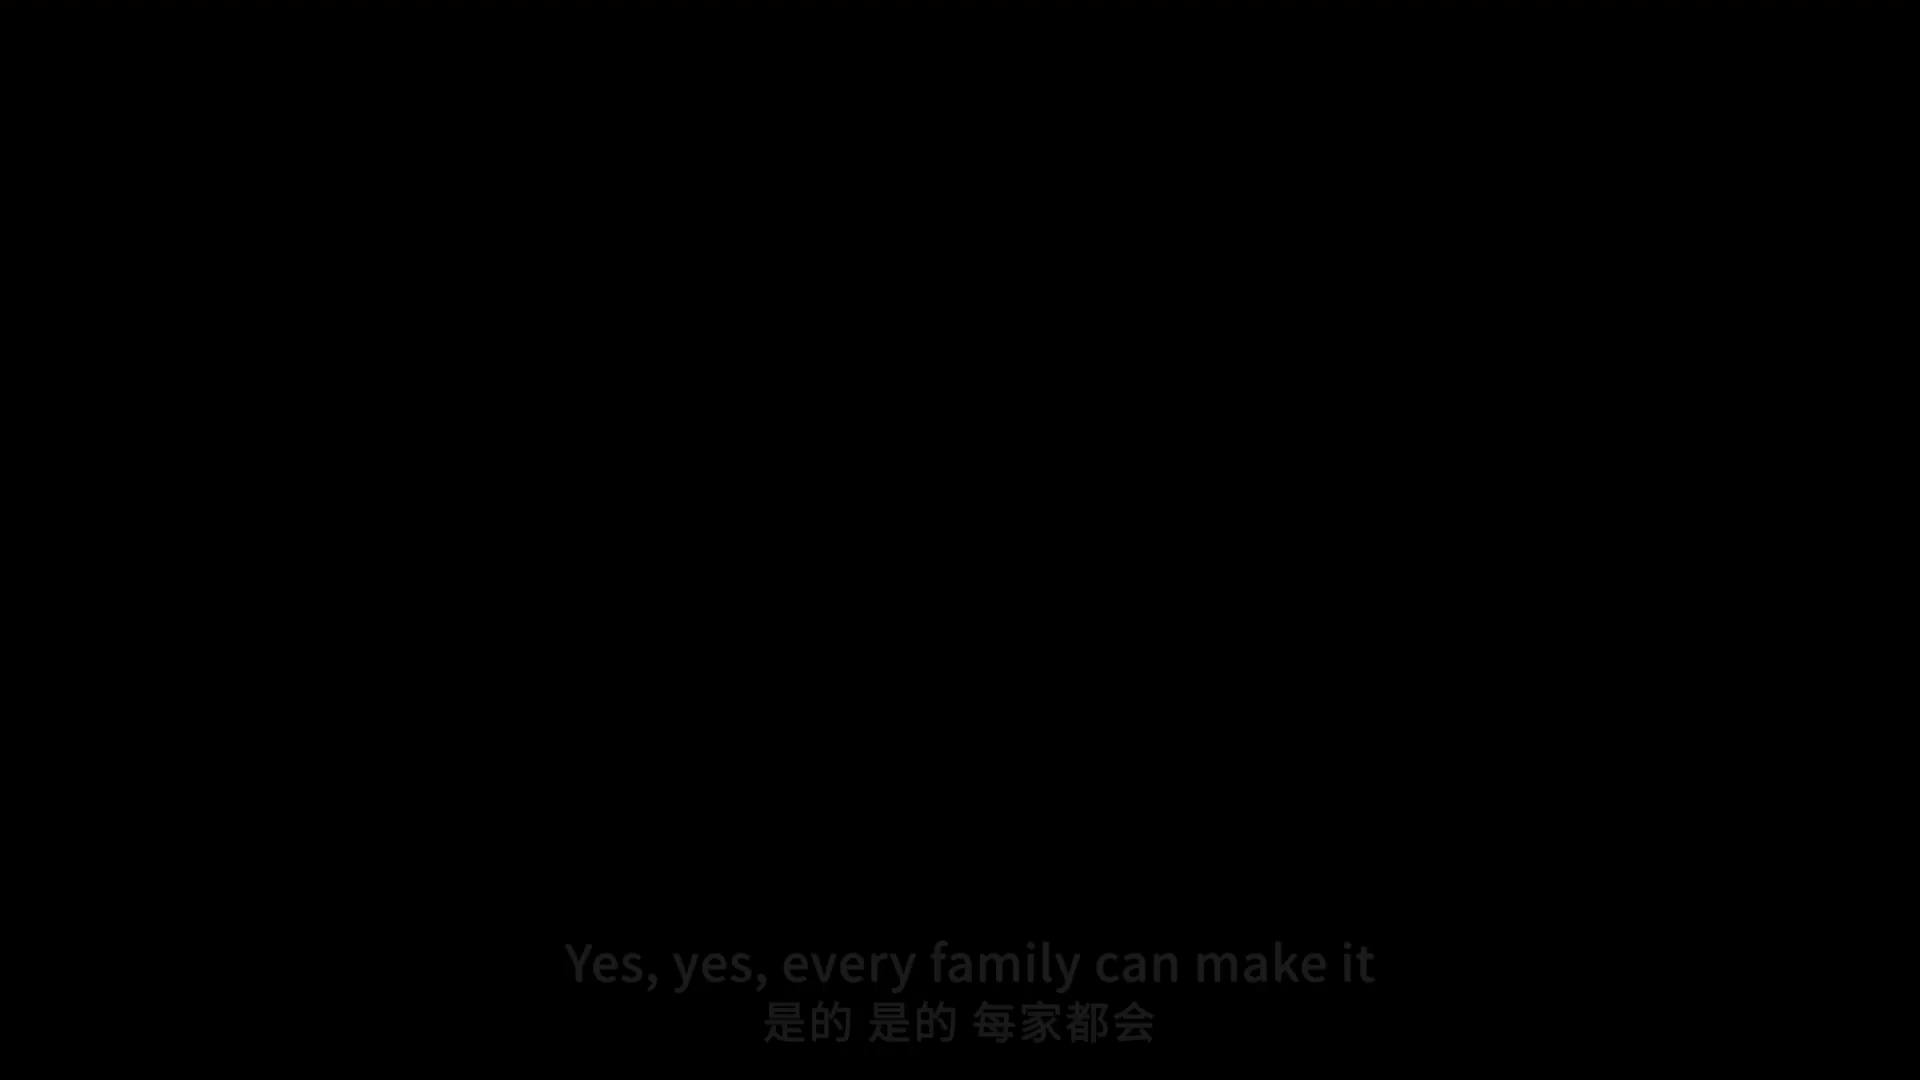 Yes, yes, every family can make it
是的 是的 每家都会